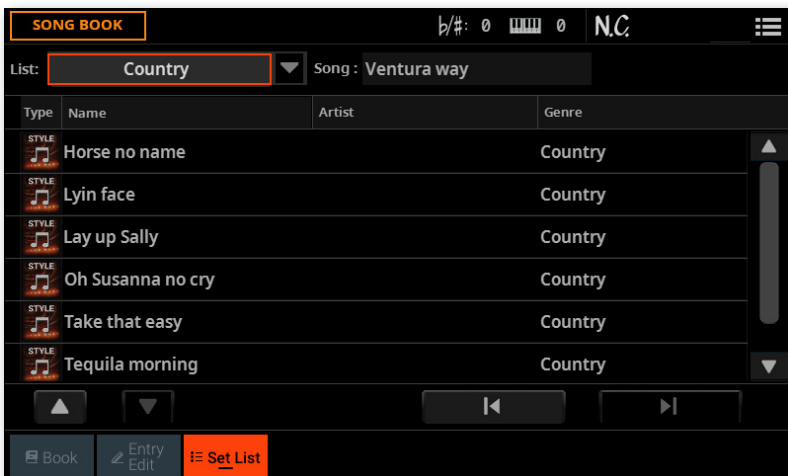 SONG BOOK ♭/#: 0 0 N.C.
List: Country Song : Ventura way
Type Name Artist Genre
STYLE Horse no name Country
STYLE Lyin face Country
STYLE Lay up Sally Country
STYLE Oh Susanna no cry Country
STYLE Take that easy Country
STYLE Tequila morning Country
Book Entry Edit Set List